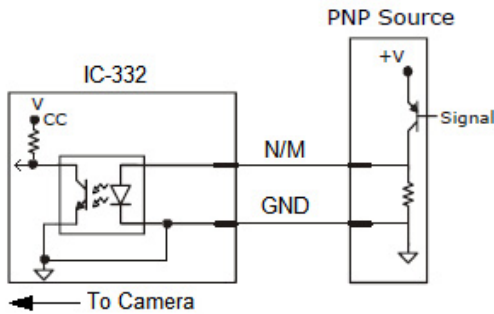 PNP Source
+V
IC-332
V
CC
Signal
N/M
GND
To Camera